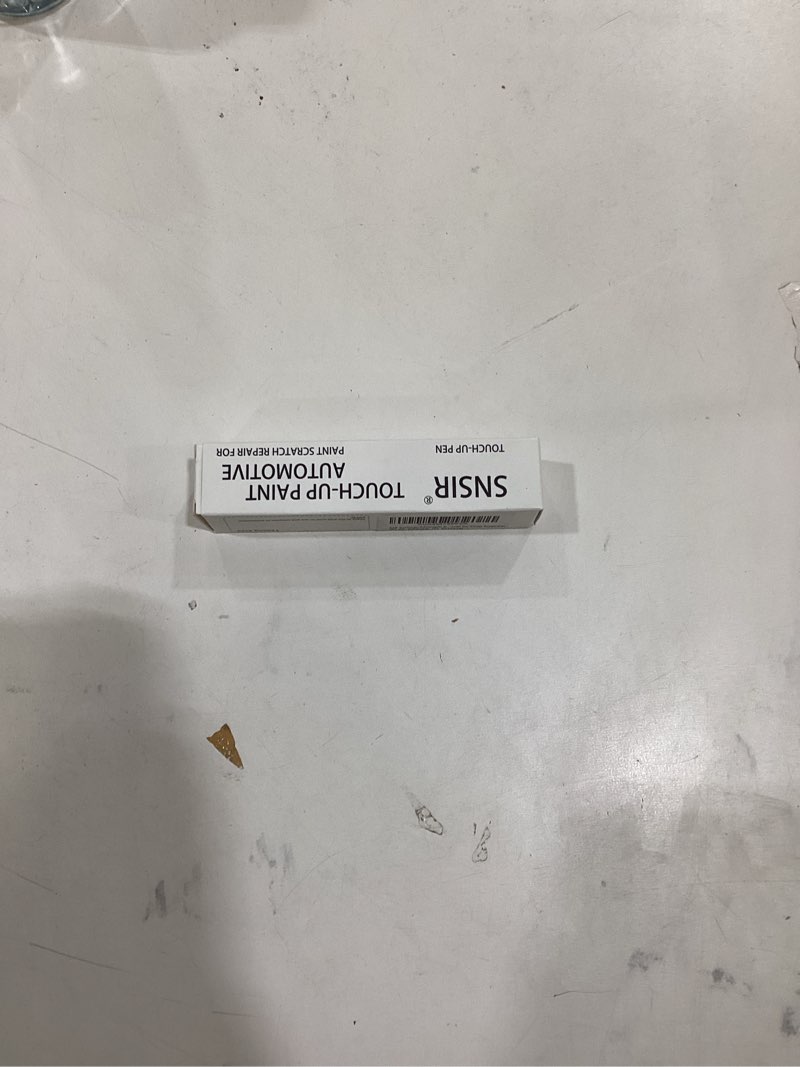 SNSIR®
TOUCH-UP PEN
TOUCH-UP PAINT
AUTOMOTIVE
PAINT SCRATCH REPAIR FOR